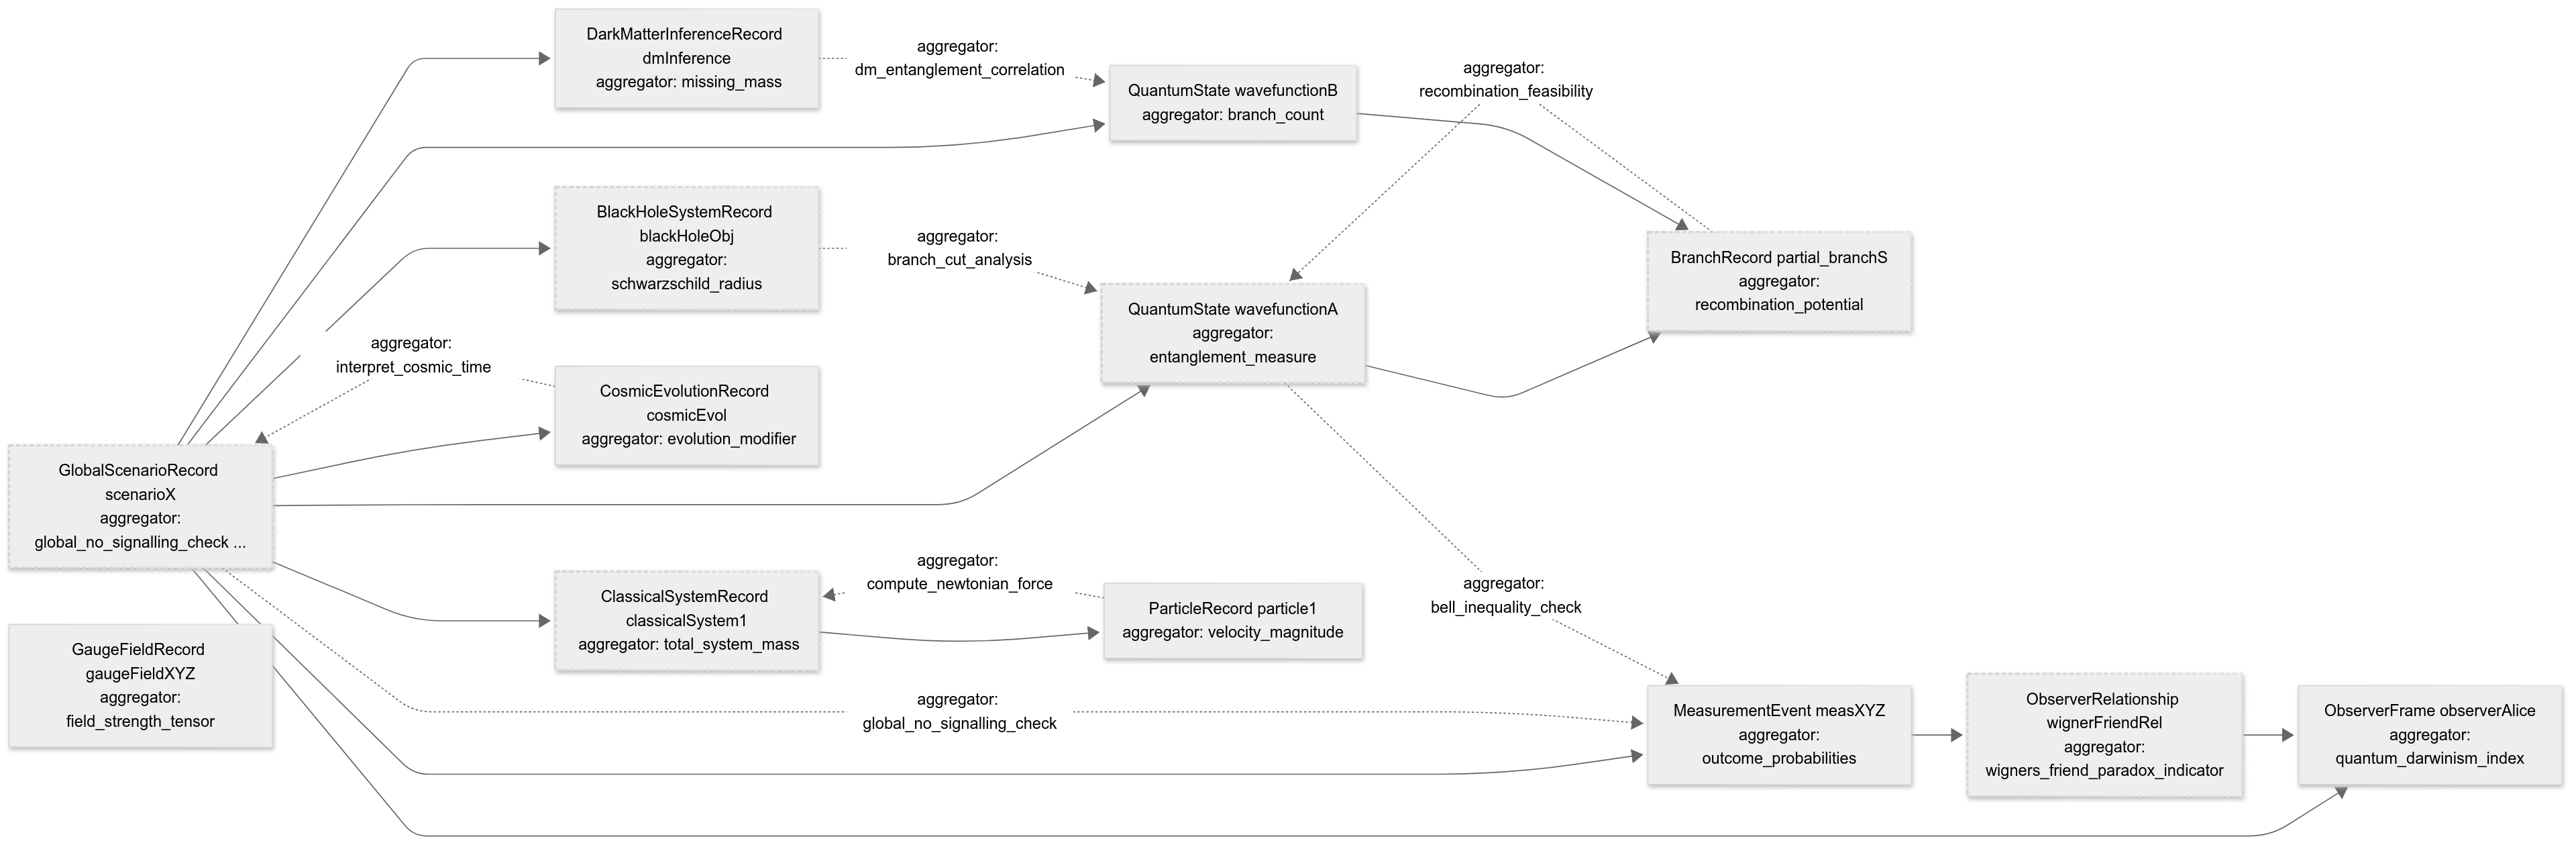 DarkMatterInferenceRecord
dmInference
aggregator: missing_mass
aggregator:
dm_entanglement_correlation
QuantumState wavefunctionB
aggregator: branch_count
aggregator:
recombination_feasibility
BlackHoleSystemRecord
blackHoleObj
aggregator:
schwarzschild_radius
aggregator:
branch_cut_analysis
QuantumState wavefunctionA
aggregator:
entanglement_measure
BranchRecord partial_branchS
aggregator:
recombination_potential
aggregator:
interpret_cosmic_time
CosmicEvolutionRecord
cosmicEvol
aggregator: evolution_modifier
GlobalScenarioRecord
scenarioX
aggregator:
global_no_signalling_check ...
ClassicalSystemRecord
classicalSystem1
aggregator: total_system_mass
aggregator:
compute_newtonian_force
ParticleRecord particle1
aggregator: velocity_magnitude
aggregator:
bell_inequality_check
GaugeFieldRecord
gaugeFieldXYZ
aggregator:
field_strength_tensor
aggregator:
global_no_signalling_check
MeasurementEvent measXYZ
aggregator:
outcome_probabilities
ObserverRelationship
wignerFriendRel
aggregator:
wigners_friend_paradox_indicator
ObserverFrame observerAlice
aggregator:
quantum_darwinism_index